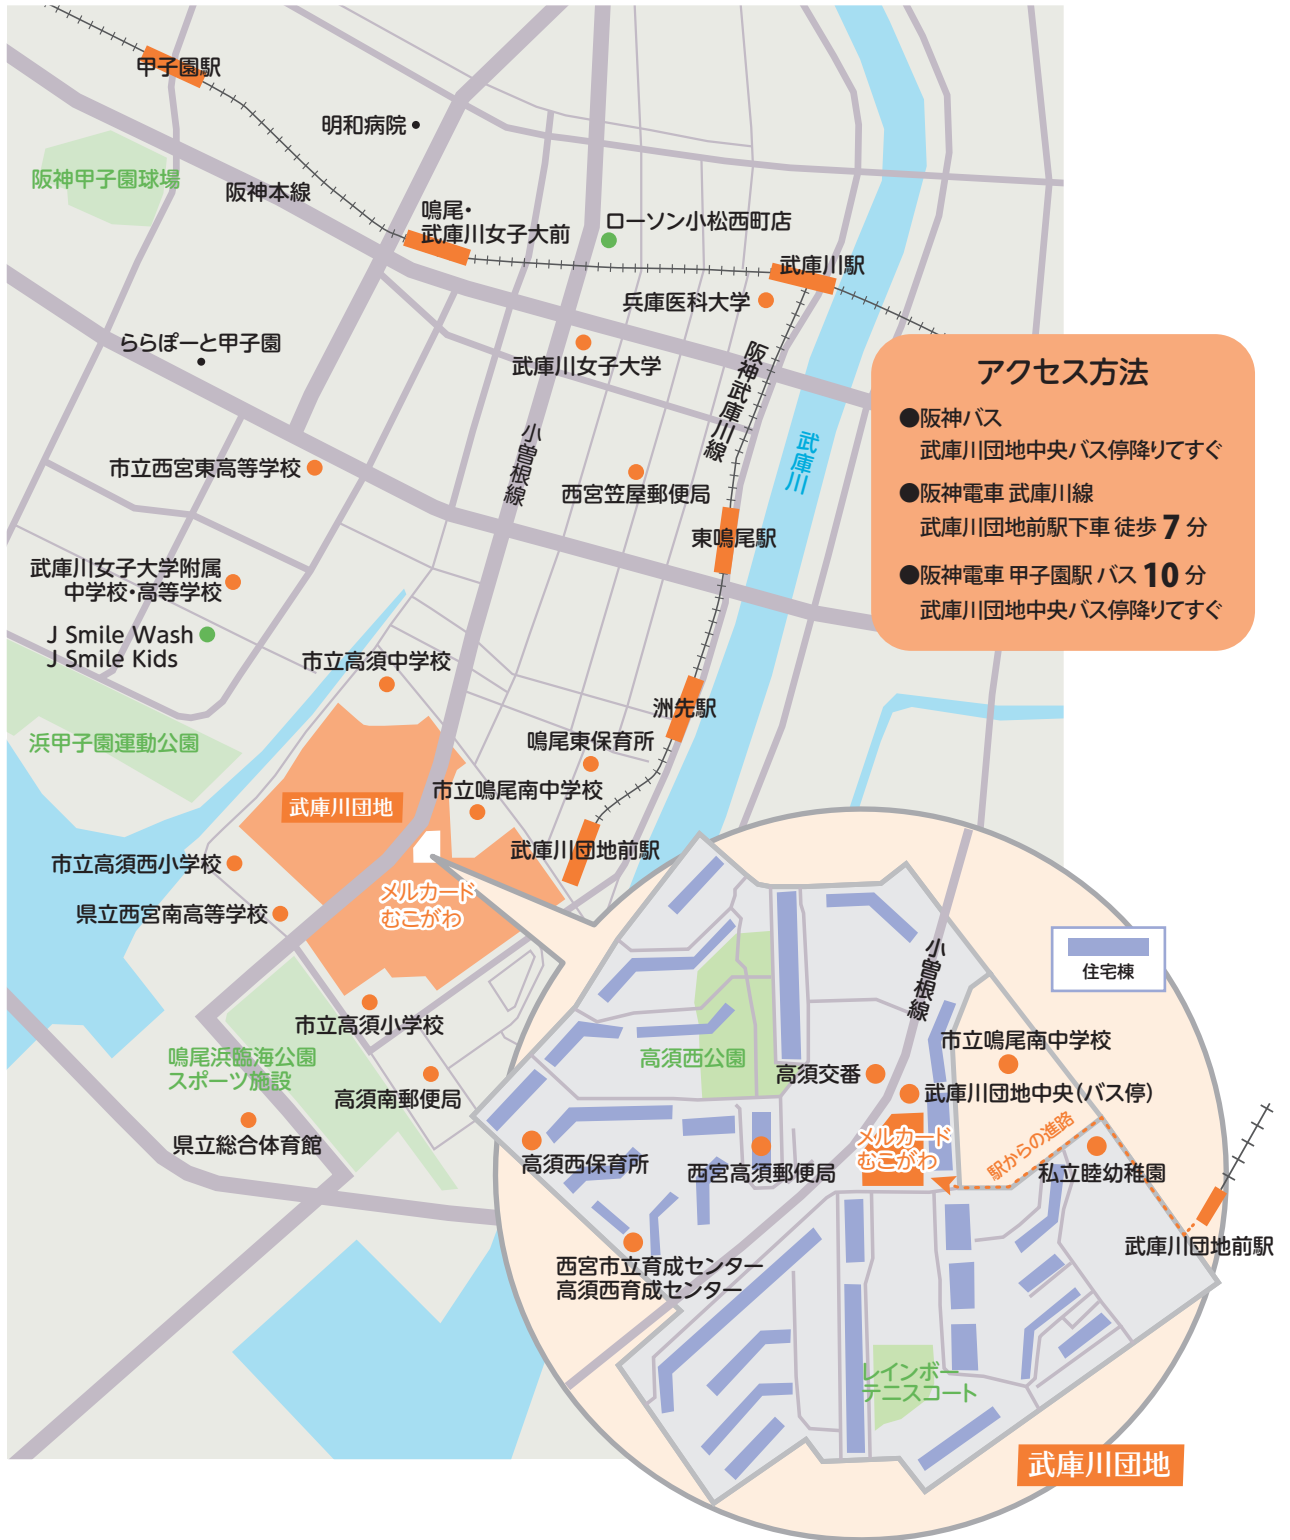 甲子園駅
明和病院
阪神甲子園球場
阪神本線
鳴尾・
武庫川女子大前
ローソン小松西町店
武庫川駅
兵庫医科大学
ららぽーと甲子園
武庫川女子大学
阪神武庫川線
小曽根線
武庫川
市立西宮東高等学校
西宮笠屋郵便局
東鳴尾駅
武庫川女子大学附属
中学校・高等学校
J Smile Wash
J Smile Kids
市立高須中学校
洲先駅
浜甲子園運動公園
鳴尾東保育所
市立鳴尾南中学校
武庫川団地
武庫川団地前駅
市立高須西小学校
県立西宮南高等学校
メルカード
むこがわ
市立高須小学校
鳴尾浜臨海公園
スポーツ施設
高須南郵便局
県立総合体育館
アクセス方法
●阪神バス
武庫川団地中央バス停降りてすぐ
●阪神電車 武庫川線
武庫川団地前駅下車 徒歩 7 分
●阪神電車 甲子園駅 バス 10 分
武庫川団地中央バス停降りてすぐ
住宅棟
小曽根線
高須西公園
市立鳴尾南中学校
高須交番
武庫川団地中央（バス停）
メルカード
むこがわ
駅からの進路
高須西保育所
西宮高須郵便局
私立睦幼稚園
武庫川団地前駅
西宮市立育成センター
高須西育成センター
レインボー
テニスコート
武庫川団地